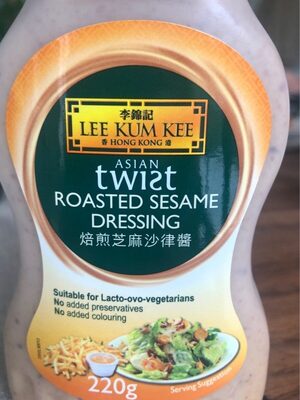 李錦記
LEE KUM KEE
香 HONG KONG 港
ASIAN
twist
ROASTED SESAME
DRESSING
焙煎芝麻沙律醬
Suitable for Lacto-ovo-vegetarians
No added preservatives
No added colouring
220g
Serving Suggestion